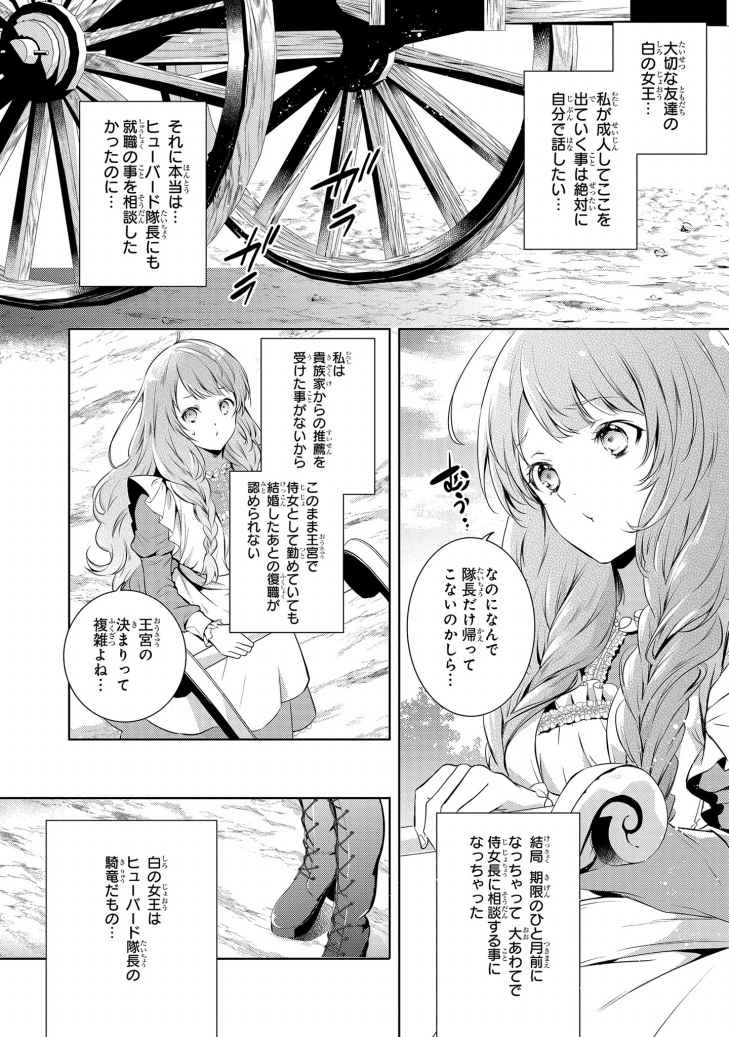 大切な友達の
白の女王…
私が成人してここを
出ていく事は絶対に
自分で話したい…
それに本当は…
ヒューバード隊長にも
就職の事を相談した
かったのに…
ガタ
ガタ
むぅ…
なのになんで
隊長だけ帰って
こないのかしら…
結局 期限のひと月前に
なっちゃって 大あわてで
侍女長に相談する事に
なっちゃった
私は
貴族家からの推薦を
受けた事がないから
このまま王宮で
侍女として勤めていても
結婚したあとの復職が
認められない
王宮の
決まりって
複雑よね…
白の女王は
ヒューバード隊長の
騎竜だもの…